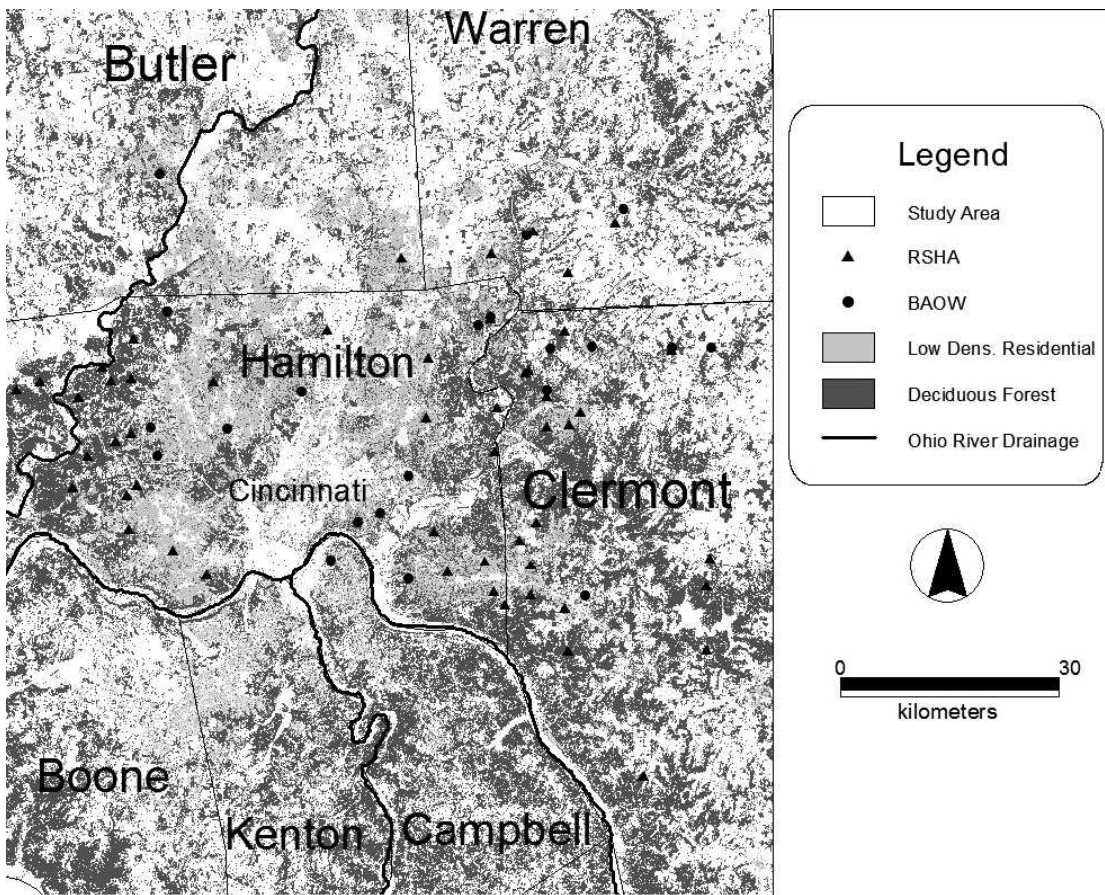 Warren
Butler
Hamilton
Cincinnati
Clermont
Boone
Kenton
Campbell
Legend
Study Area
RSHA
BAOW
Low Dens. Residential
Deciduous Forest
Ohio River Drainage
0 30
kilometers